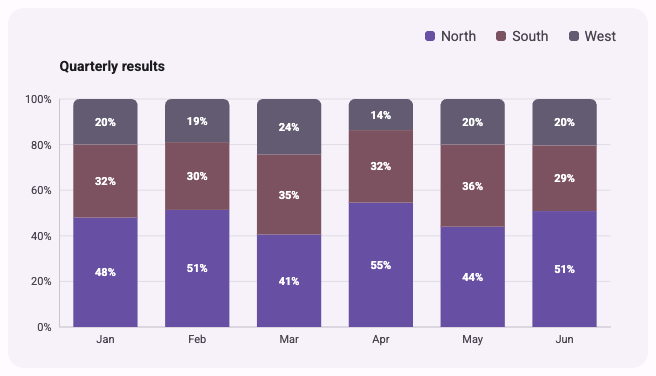 North South West
Quarterly results
100%
80%
60%
40%
20%
0%
20% 19% 24% 14% 20% 20%
32% 30% 35% 32% 36% 29%
48% 51% 41% 55% 44% 51%
Jan Feb Mar Apr May Jun